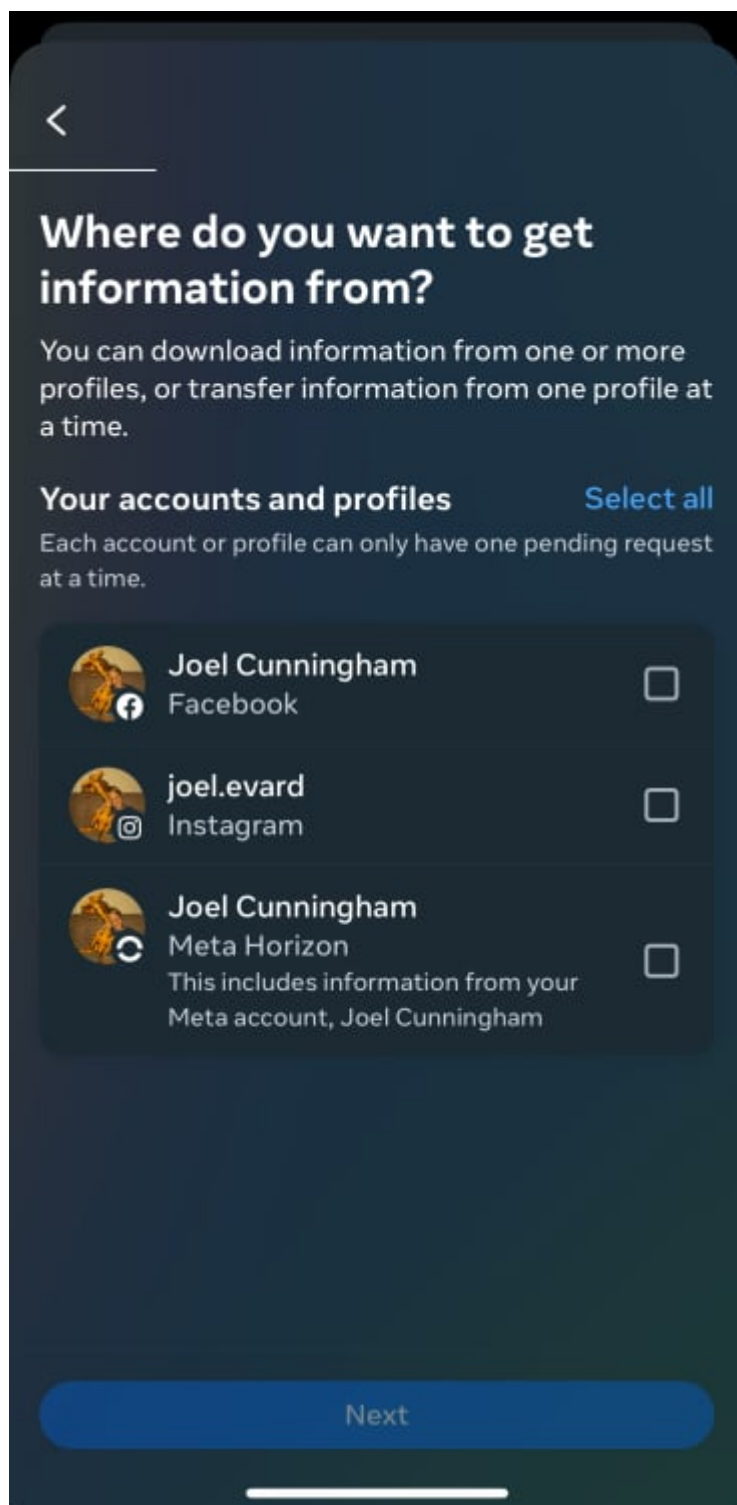 Where do you want to get
information from?
You can download information from one or more
profiles, or transfer information from one profile at
a time.
Your accounts and profiles Select all
Each account or profile can only have one pending request
at a time.
Joel Cunningham
Facebook
joel.evard
Instagram
Joel Cunningham
Meta Horizon
This includes information from your
Meta account, Joel Cunningham
Next